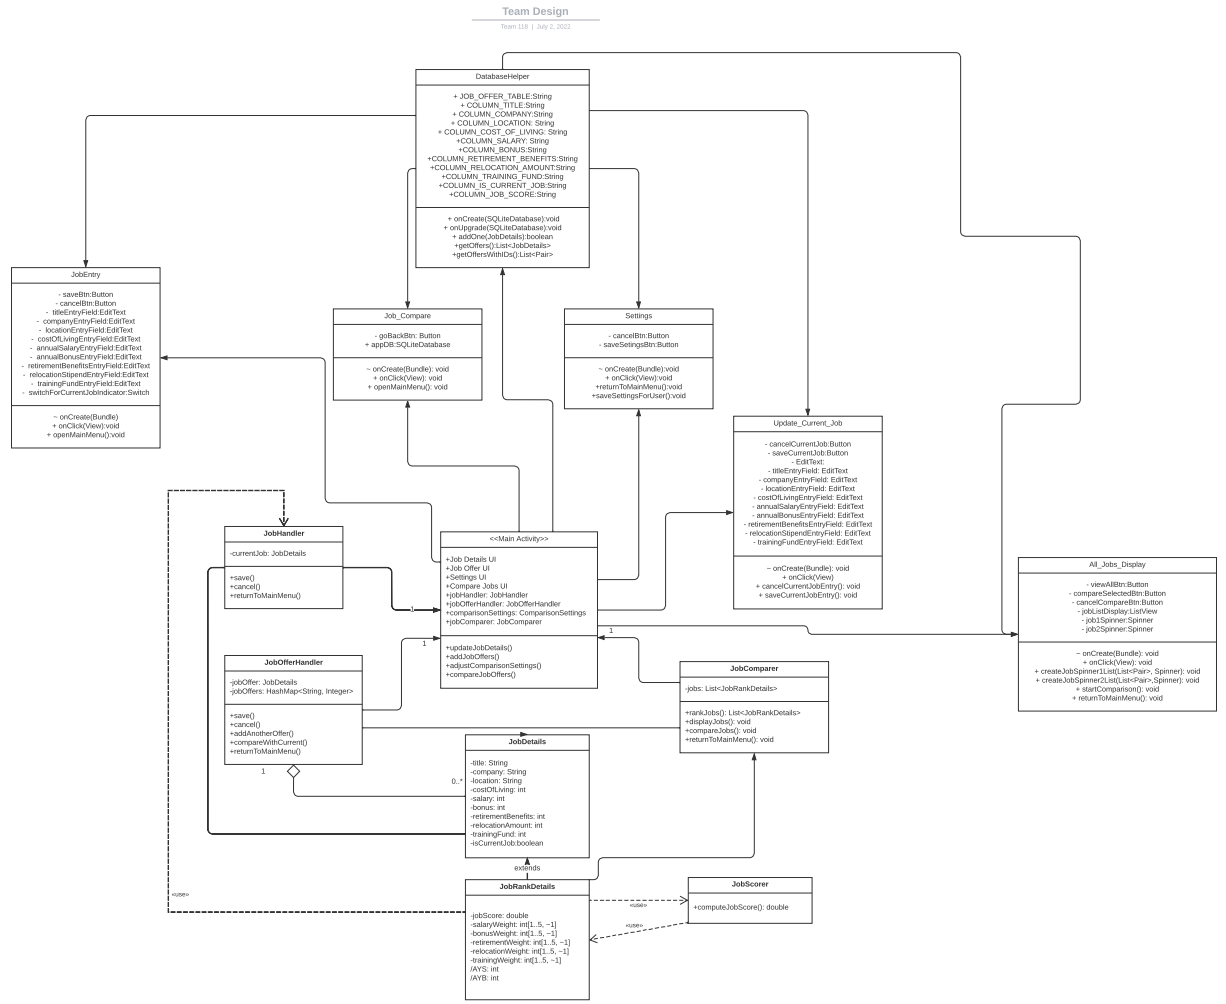 Team Design
Team 118 | July 2, 2022
DatabaseHelper
+ JOB_OFFER_TABLE:String
+ COLUMN_TITLE:String
+ COLUMN_COMPANY:String
+ COLUMN_LOCATION: String
+ COLUMN_COST_OF_LIVING: String
+COLUMN_SALARY: String
+COLUMN_BONUS:String
+COLUMN_RETIREMENT_BENEFITS:String
+COLUMN_RELOCATION_AMOUNT:String
+COLUMN_TRAINING_FUND:String
+COLUMN_IS_CURRENT_JOB:String
+COLUMN_JOB_SCORE:String
+ onCreate(SQLiteDatabase):void
+ onUpgrade(SQLiteDatabase):void
+ addOne(JobDetails):boolean
+getOffers():List<JobDetails>
+getOffersWithIDs():List<Pair>
JobEntry
- saveBtn:Button
- cancelBtn:Button
- titleEntryField:EditText
- companyEntryField:EditText
- locationEntryField:EditText
- costOfLivingEntryField:EditText
- annualSalaryEntryField:EditText
- annualBonusEntryField:EditText
- retirementBenefitsEntryField:EditText
- relocationStipendEntryField:EditText
- trainingFundEntryField:EditText
- switchForCurrentJobIndicator:Switch
~ onCreate(Bundle)
+ onClick(View):void
+ openMainMenu():void
Job_Compare
- goBackBtn: Button
+ appDB:SQLiteDatabase
~ onCreate(Bundle): void
+ onClick(View): void
+ openMainMenu(): void
Settings
- cancelBtn:Button
- saveSetingsBtn:Button
~ onCreate(Bundle):void
+ onClick(View):void
+returnToMainMenu():void
+saveSettingsForUser():void
Update_Current_Job
- cancelCurrentJob:Button
- saveCurrentJob:Button
- EditText:
- titleEntryField: EditText
- companyEntryField: EditText
- locationEntryField: EditText
- costOfLivingEntryField: EditText
- annualSalaryEntryField: EditText
- annualBonusEntryField: EditText
- retirementBenefitsEntryField: EditText
- relocationStipendEntryField: EditText
- trainingFundEntryField: EditText
~ onCreate(Bundle): void
+ onClick(View)
+ cancelCurrentJobEntry(): void
+ saveCurrentJobEntry(): void
JobHandler
-currentJob: JobDetails
+save()
+cancel()
+returnToMainMenu()
1
<<Main Activity>>
+Job Details UI
+Job Offer UI
+Settings UI
+Compare Jobs UI
+jobHandler: JobHandler
+jobOfferHandler: JobOfferHandler
+comparisonSettings: ComparisonSettings
+jobComparer: JobComparer
+updateJobDetails()
+addJobOffers()
+adjustComparisonSettings()
+compareJobOffers()
1
1
All_Jobs_Display
- viewAllBtn:Button
- compareSelectedBtn:Button
- cancelCompareBtn:Button
- jobListDisplay:ListView
- job1Spinner:Spinner
- job2Spinner:Spinner
~ onCreate(Bundle): void
+ onClick(View): void
+ createJobSpinner1List(List<Pair>, Spinner): void
+ createJobSpinner2List(List<Pair>,Spinner): void
+ startComparison(): void
+ returnToMainMenu(): void
JobOfferHandler
-jobOffer: JobDetails
-jobOffers: HashMap<String, Integer>
+save()
+cancel()
+addAnotherOffer()
+compareWithCurrent()
+returnToMainMenu()
1
0..*
JobComparer
-jobs: List<JobRankDetails>
+rankJobs(): List<JobRankDetails>
+displayJobs(): void
+compareJobs(): void
+returnToMainMenu(): void
JobDetails
-title: String
-company: String
-location: String
-costOfLiving: int
-salary: int
-bonus: int
-retirementBenefits: int
-relocationAmount: int
-trainingFund: int
-isCurrentJob:boolean
extends
JobRankDetails
-jobScore: double
-salaryWeight: int[1..5, ~1]
-bonusWeight: int[1..5, ~1]
-retirementWeight: int[1..5, ~1]
-relocationWeight: int[1..5, ~1]
-trainingWeight: int[1..5, ~1]
/AYS: int
/AYB: int
«use»
«use»
«use»
JobScorer
+computeJobScore(): double